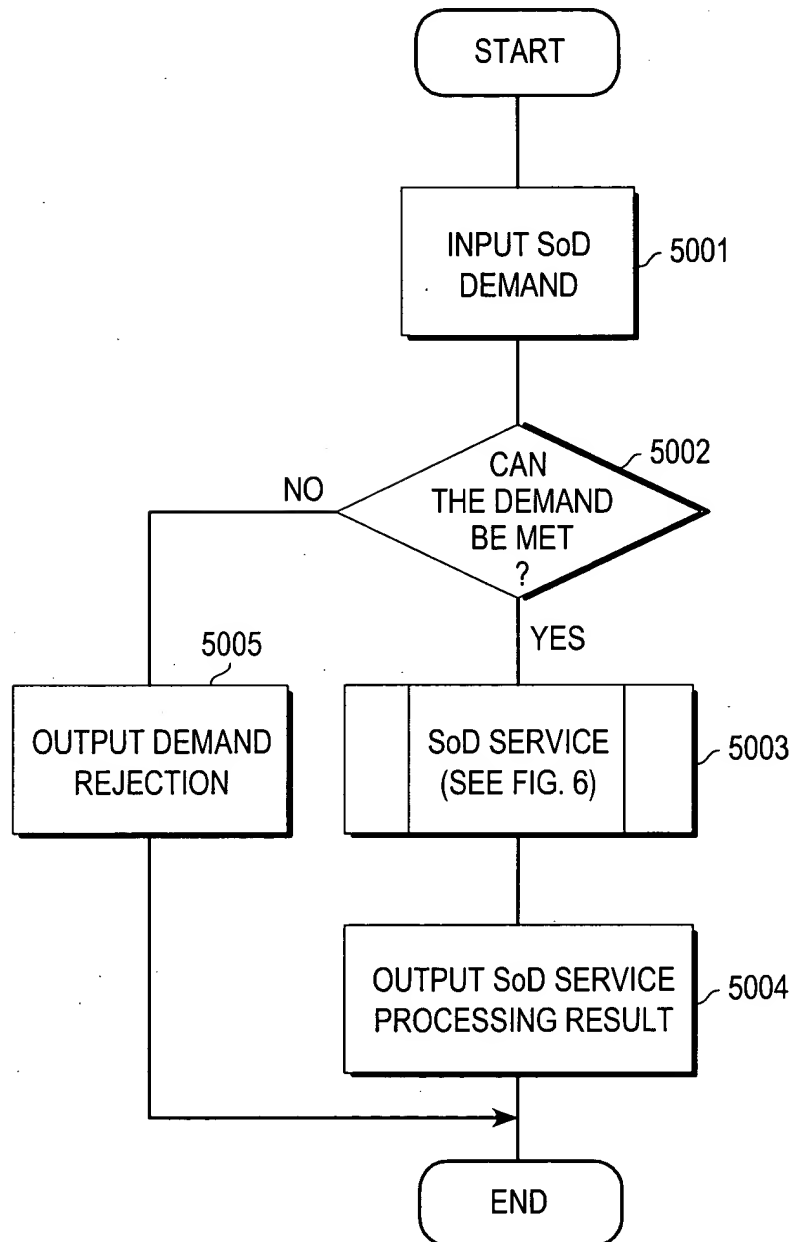 START
INPUT SoD
DEMAND
5001
CAN
THE DEMAND
BE MET
?
5002
NO
YES
5005
OUTPUT DEMAND
REJECTION
SoD SERVICE
(SEE FIG. 6)
5003
OUTPUT SoD SERVICE
PROCESSING RESULT
5004
END